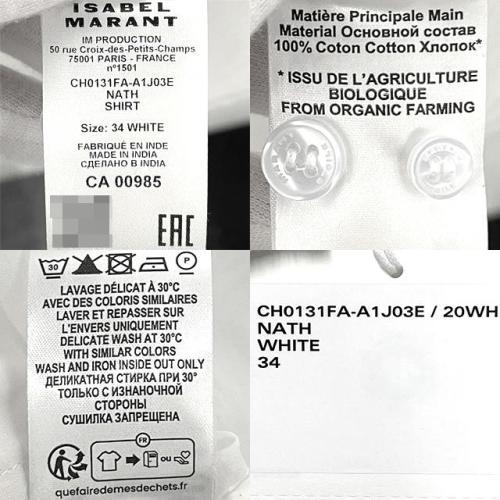 ISABEL
MARANT
IM PRODUCTION
50 rue Croix-des-Petits-Champs
75001 PARIS - FRANCE
n°1501
CH0131FA-A1J03E
NATH
SHIRT
Size: 34 WHITE
FABRIQUÉ EN INDE
MADE IN INDIA
СДЕЛАНО В INDIA
CA 00985
EAC
Matière Principale Main
Material Основной состав
100% Coton Cotton Хлопок*
* ISSU DE L'AGRICULTURE
BIOLOGIQUE
FROM ORGANIC FARMING
30
P
LAVAGE DÉLICAT À 30°C
AVEC DES COLORIS SIMILAIRES
LAVER ET REPASSER SUR
L'ENVERS UNIQUEMENT
DELICATE WASH AT 30°C
WITH SIMILAR COLORS
WASH AND IRON INSIDE OUT ONLY
ДЕЛИКАТНАЯ СТИРКА ПРИ 30°
ТОЛЬКО С ИЗНАНОЧНОЙ
СТОРОНЫ
СУШИЛКА ЗАПРЕЩЕНА
FR
OU
quefairedemesdechets.fr
CH0131FA-A1J03E / 20WH
NATH
WHITE
34